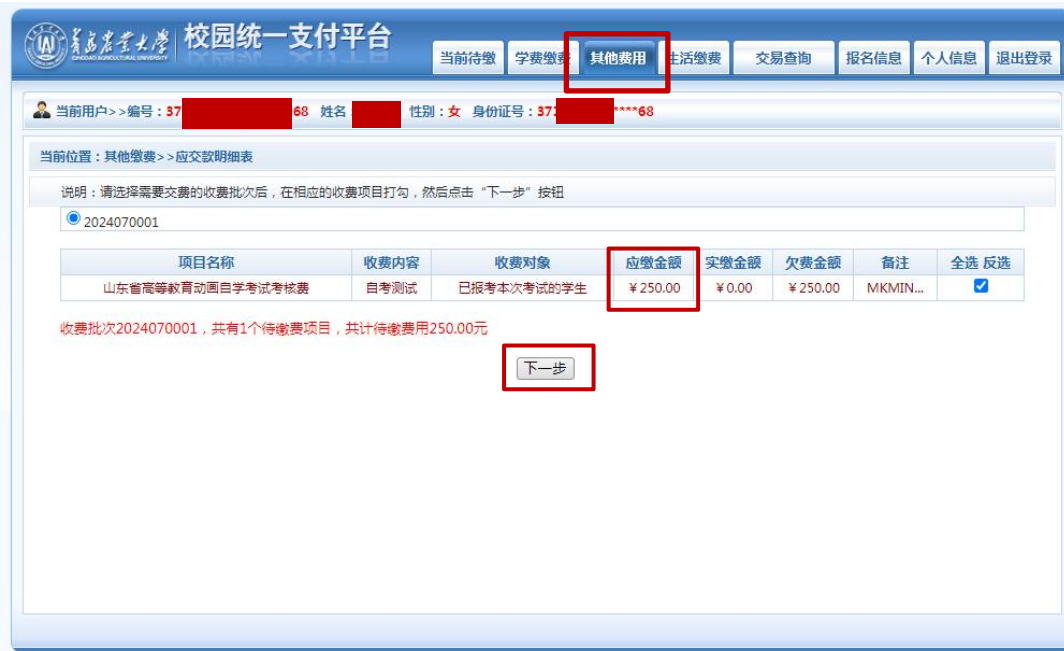 青岛农业大学 校园统一支付平台
QINGDAO AGRICULTURAL UNIVERSITY
当前待缴 学费缴费 其他费用 生活缴费 交易查询 报名信息 个人信息 退出登录
当前用户>>编号：37 68 姓名： 性别：女 身份证号：371 ****68
当前位置：其他缴费>>应交款明细表
说明：请选择需要交费的收费批次后，在相应的收费项目打勾，然后点击“下一步”按钮
2024070001
项目名称 收费内容 收费对象 应缴金额 实缴金额 欠费金额 备注 全选 反选
山东省高等教育动画自学考试考核费 自考测试 已报考本次考试的学生 ￥250.00 ￥0.00 ￥250.00 MKMIN...
收费批次2024070001，共有1个待缴费项目，共计待缴费用250.00元
下一步